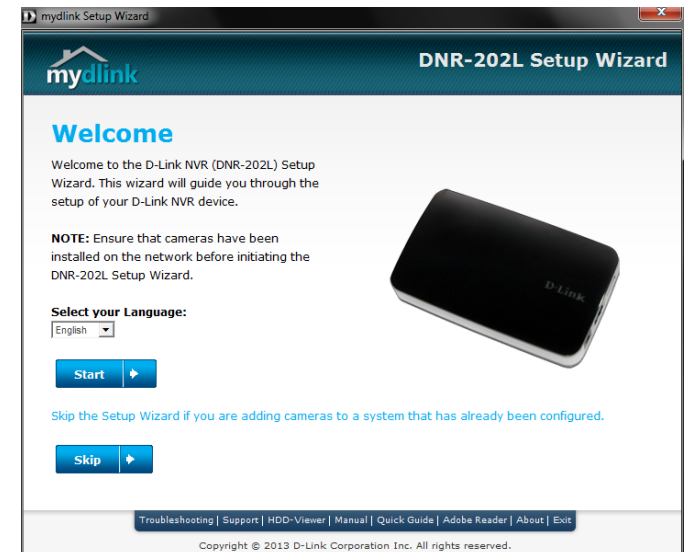 mydlink Setup Wizard
mydlink
DNR-202L Setup Wizard
Welcome
Welcome to the D-Link NVR (DNR-202L) Setup
Wizard. This wizard will guide you through the
setup of your D-Link NVR device.
NOTE: Ensure that cameras have been
installed on the network before initiating the
DNR-202L Setup Wizard.
D-Link
Select your Language:
English
Start
Skip the Setup Wizard if you are adding cameras to a system that has already been configured.
Skip
Troubleshooting | Support | HDD-Viewer | Manual | Quick Guide | Adobe Reader | About | Exit
Copyright © 2013 D-Link Corporation Inc. All rights reserved.